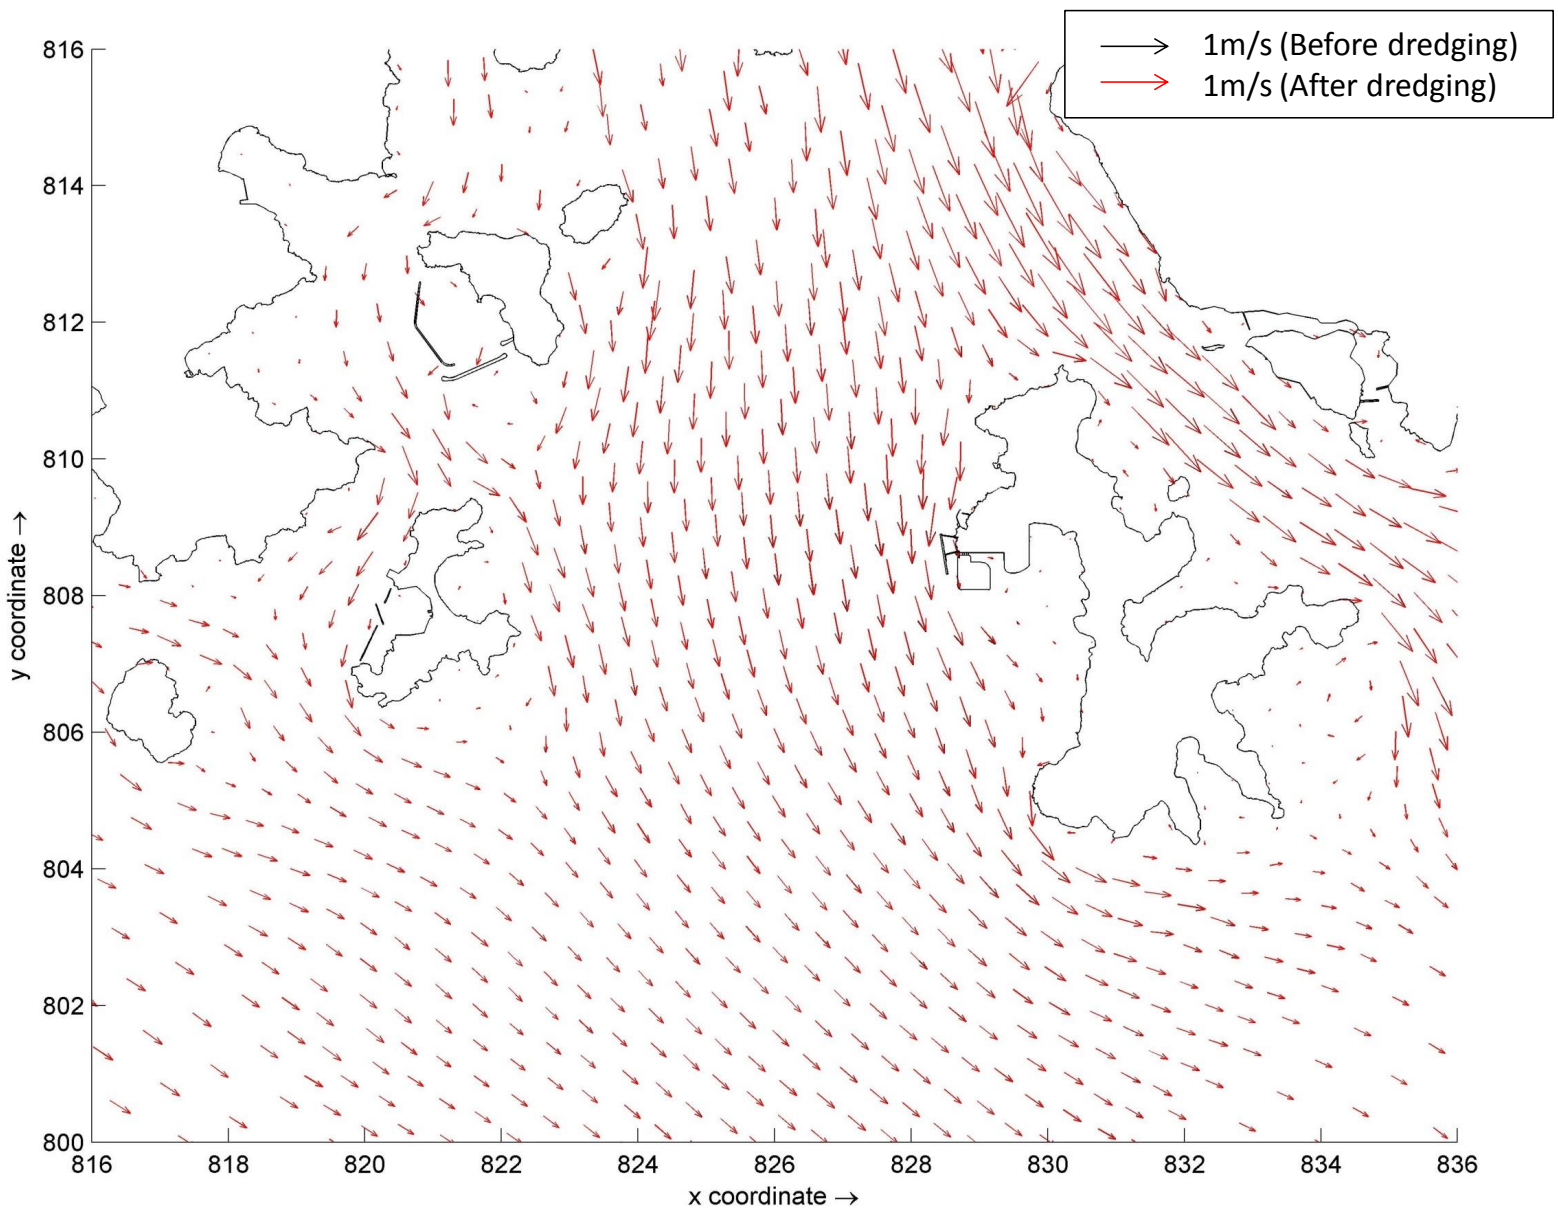 1m/s (Before dredging)
1m/s (After dredging)
816
814
812
810
808
806
804
802
800
y coordinate →
816 818 820 822 824 826 828 830 832 834 836
x coordinate →